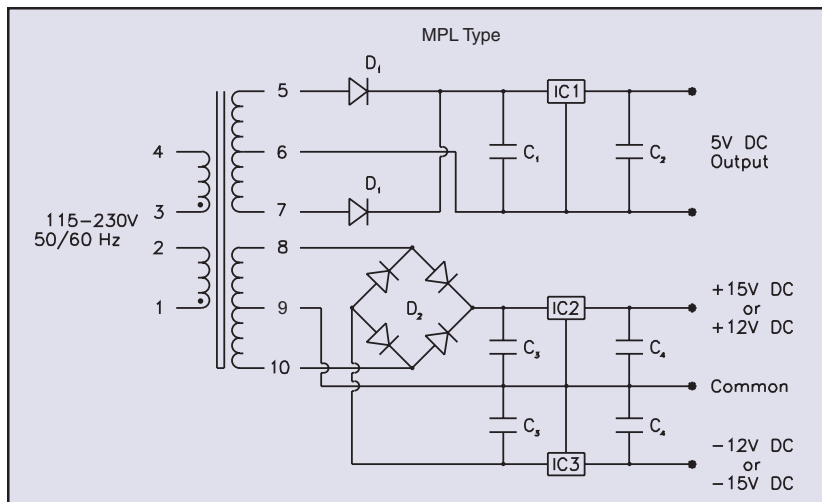 MPL Type
D1
5
IC1
4
6
C1
C2
5V DC
Output
D1
3
7
115-230V
50/60 Hz
2
8
+15V DC
or
+12V DC
1
9
D2
IC2
C3
C4
10
Common
C3
C4
-12V DC
or
-15V DC
IC3